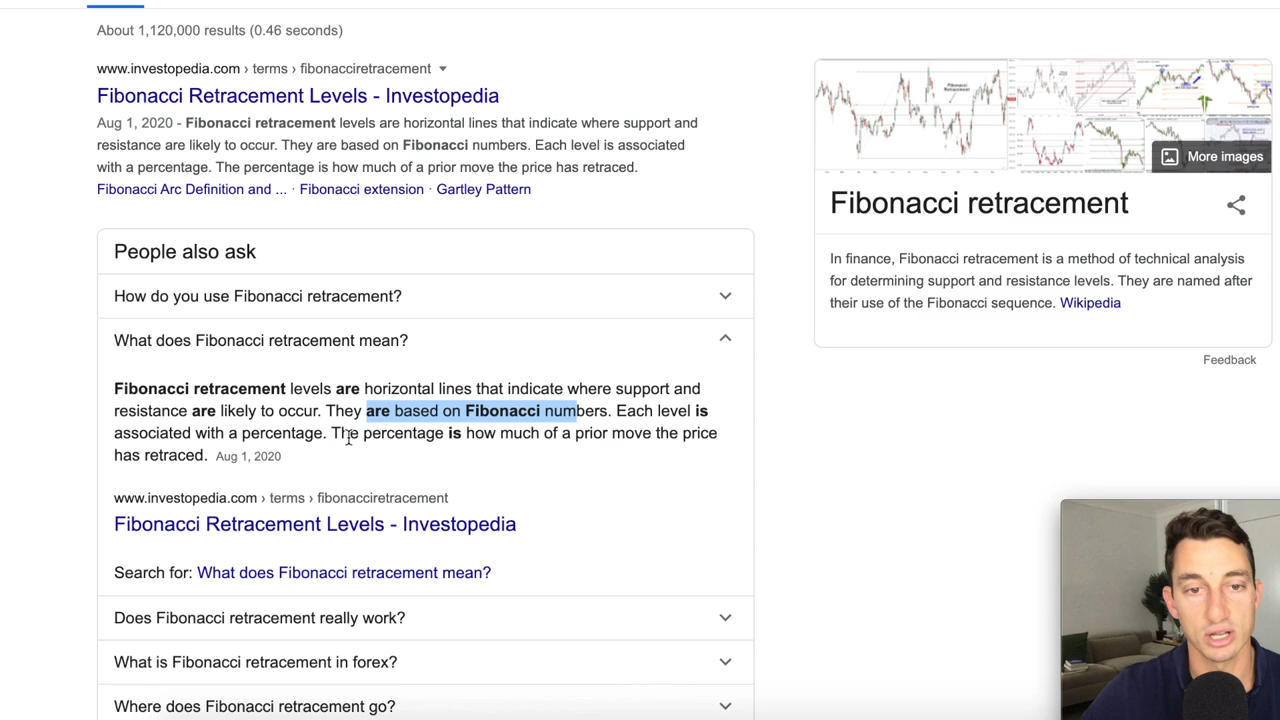 About 1,120,000 results (0.46 seconds)
www.investopedia.com › terms › fibonacciretracement
Fibonacci Retracement Levels - Investopedia
Aug 1, 2020 - Fibonacci retracement levels are horizontal lines that indicate where support and
resistance are likely to occur. They are based on Fibonacci numbers. Each level is associated
with a percentage. The percentage is how much of a prior move the price has retraced.
Fibonacci Arc Definition and ... · Fibonacci extension · Gartley Pattern
People also ask
How do you use Fibonacci retracement?
What does Fibonacci retracement mean?
Fibonacci retracement levels are horizontal lines that indicate where support and
resistance are likely to occur. They are based on Fibonacci numbers. Each level is
associated with a percentage. The percentage is how much of a prior move the price
has retraced. Aug 1, 2020
www.investopedia.com › terms › fibonacciretracement
Fibonacci Retracement Levels - Investopedia
Search for: What does Fibonacci retracement mean?
Does Fibonacci retracement really work?
What is Fibonacci retracement in forex?
Where does Fibonacci retracement go?
More images
Fibonacci retracement
In finance, Fibonacci retracement is a method of technical analysis
for determining support and resistance levels. They are named after
their use of the Fibonacci sequence. Wikipedia
Feedback